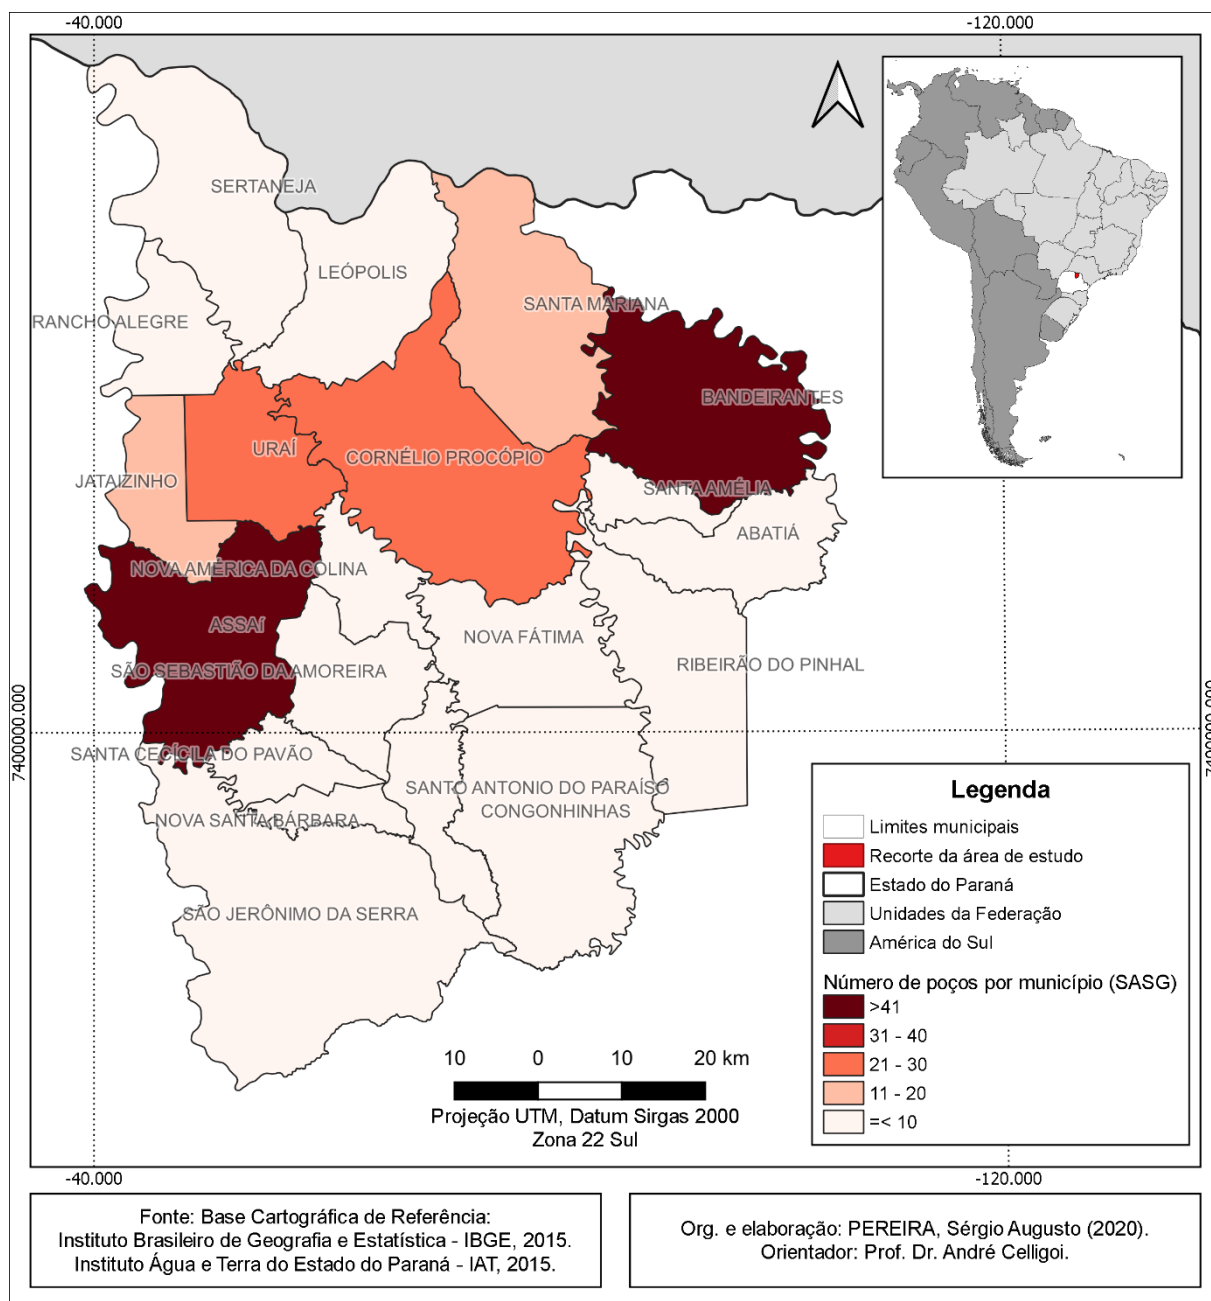 -40.000
-120.000
SERTANEJA
LEÓPOLIS
SANTA MARIANA
RANCHO ALEGRE
BANDEIRANTES
URAÍ
CORNÉLIO PROCÓPIO
JATAIZINHO
SANTA AMÉLIA
ABATIÁ
NOVA AMÉRICA DA COLINA
ASSAÍ
NOVA FÁTIMA
SÃO SEBASTIÃO DA AMOREIRA
RIBEIRÃO DO PINHAL
7400000.000
7400000.000
SANTA CECÍCILA DO PAVÃO
SANTO ANTONIO DO PARAÍSO
CONGONHINHAS
NOVA SANTA BÁRBARA
SÃO JERÔNIMO DA SERRA
Legenda
Limites municipais
Recorte da área de estudo
Estado do Paraná
Unidades da Federação
América do Sul
Número de poços por município (SASG)
>41
31 - 40
21 - 30
11 - 20
=< 10
10 0 10 20 km
Projeção UTM, Datum Sirgas 2000
Zona 22 Sul
-40.000
-120.000
Fonte: Base Cartográfica de Referência:
Instituto Brasileiro de Geografia e Estatística - IBGE, 2015.
Instituto Água e Terra do Estado do Paraná - IAT, 2015.
Org. e elaboração: PEREIRA, Sérgio Augusto (2020).
Orientador: Prof. Dr. André Celligoi.